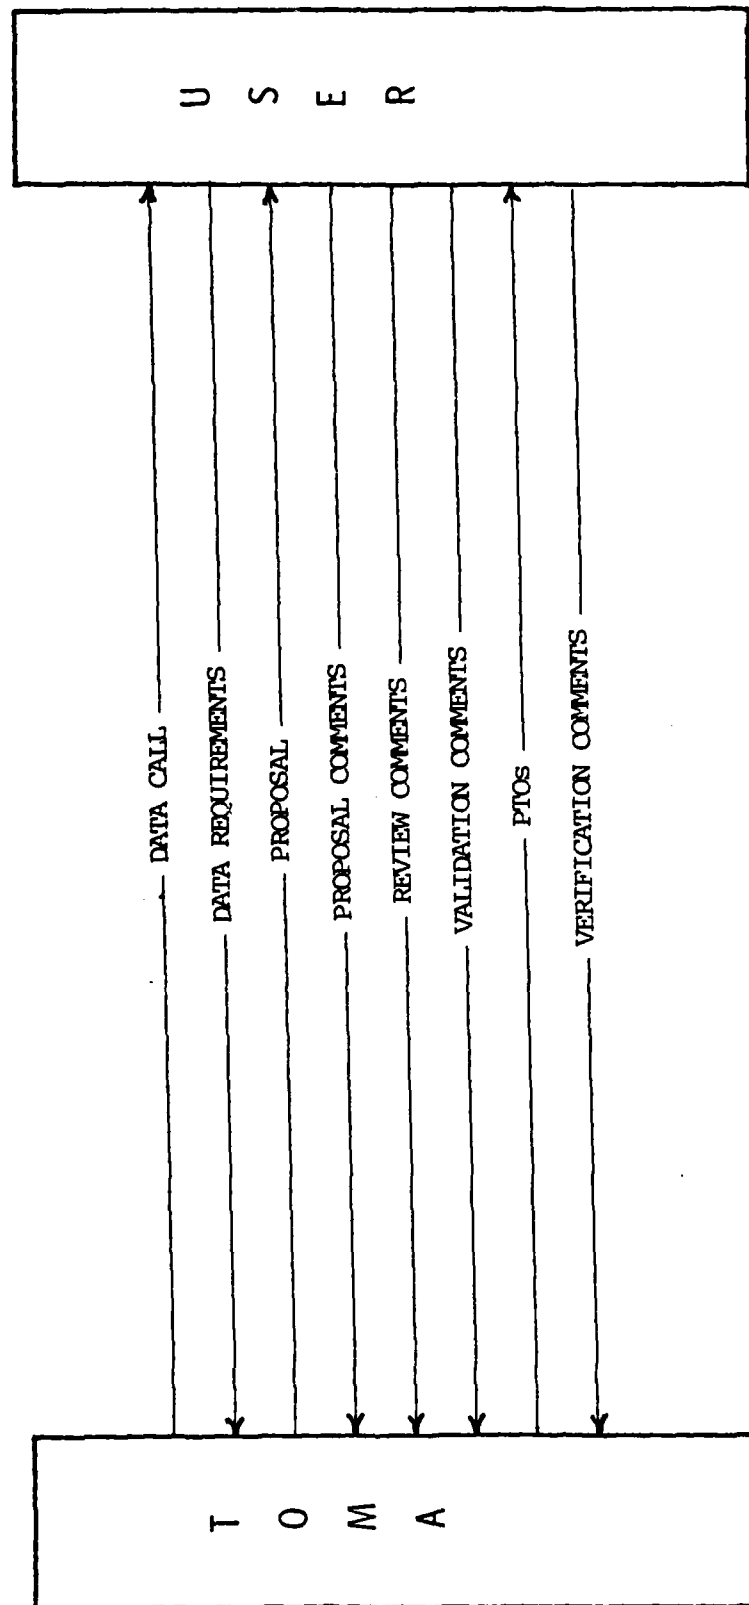 TOMA
USER
DATA CALL
DATA REQUIREMENTS
PROPOSAL
PROPOSAL COMMENTS
REVIEW COMMENTS
VALIDATION COMMENTS
PTOs
VERIFICATION COMMENTS